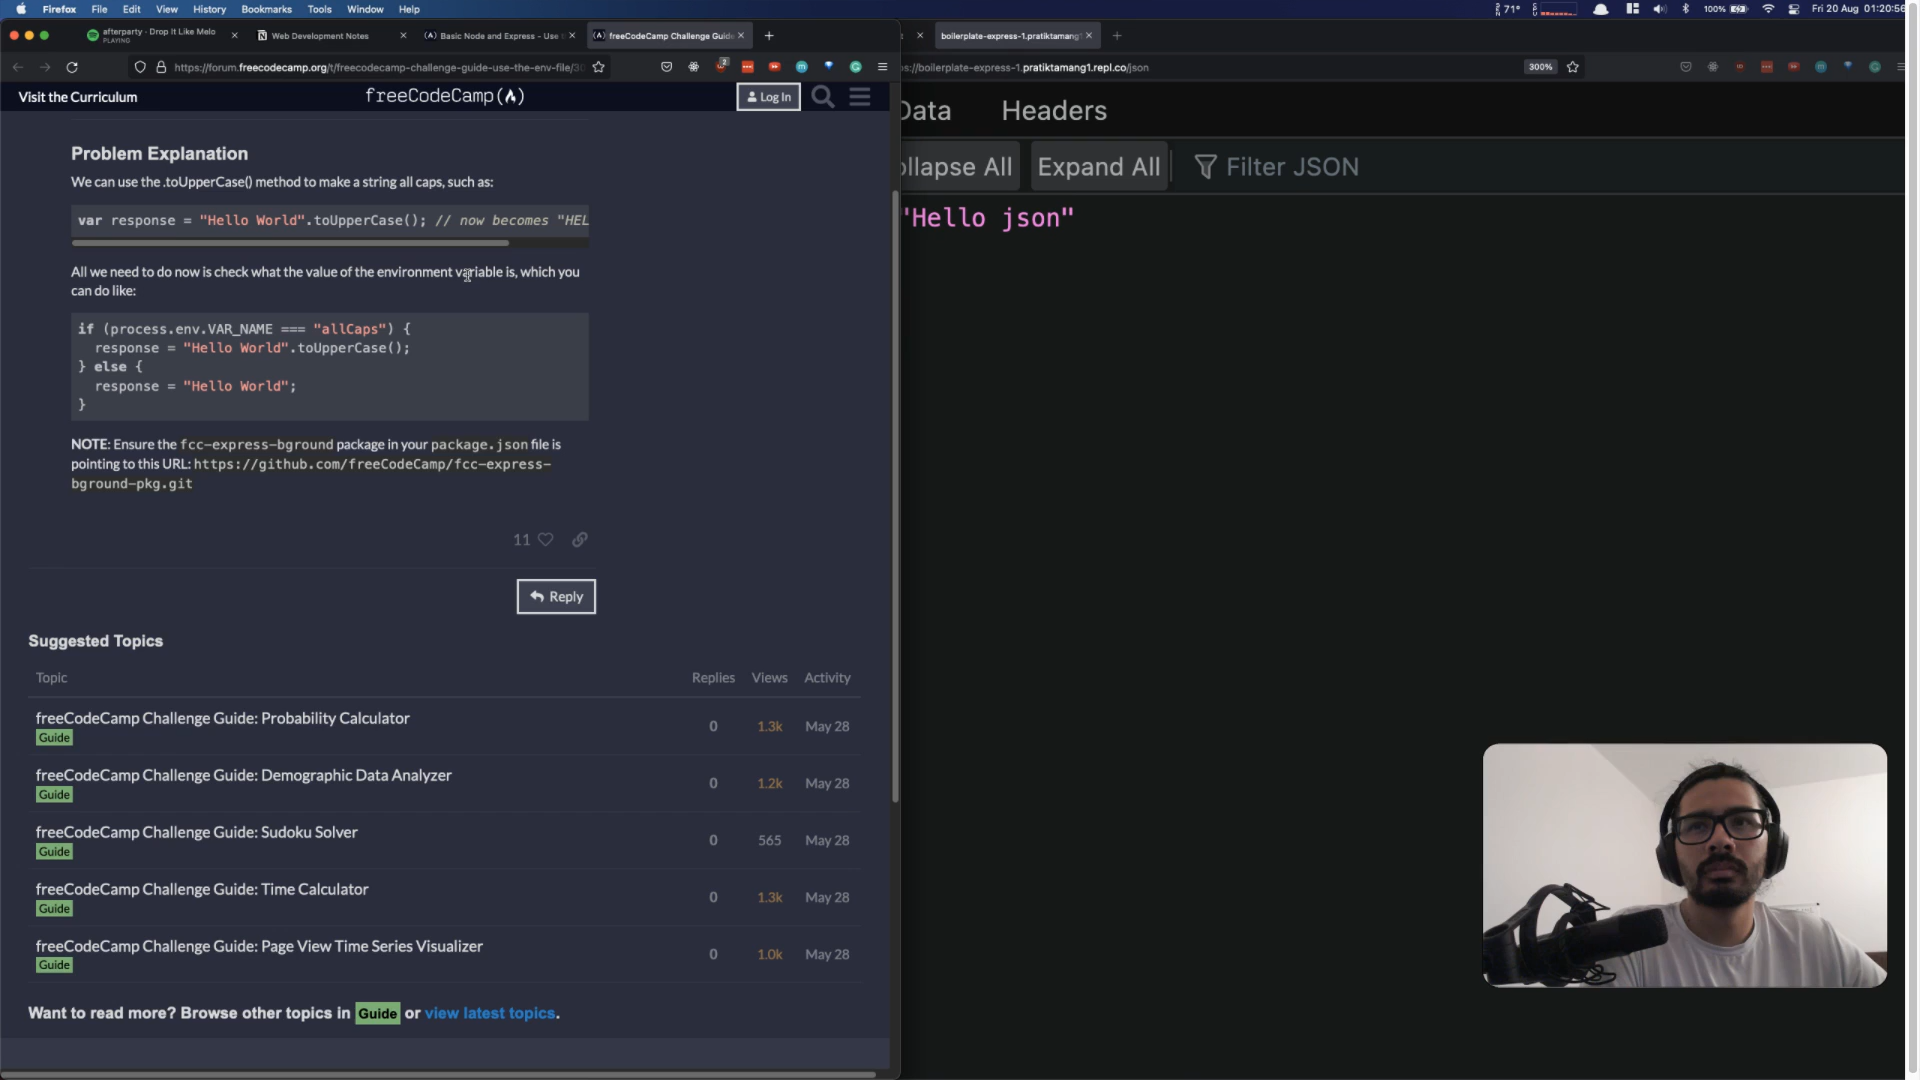 Firefox File Edit View History Bookmarks Tools Window Help
71° 100% Fri 20 Aug 01:20:56
afterparty · Drop It Like Melo
PLAYING
Web Development Notes
Basic Node and Express - Use
freeCodeCamp Challenge Guide
boilerplate-express-1.pratiktamang
https://forum.freecodecamp.org/t/freecodecamp-challenge-guide-use-the-env-file/30
2
s://boilerplate-express-1.pratiktamang1.repl.co/json
300%
Visit the Curriculum
freeCodeCamp
Log In
Data
Headers
ollapse All
Expand All
Filter JSON
"Hello json"
Problem Explanation
We can use the .toUpperCase() method to make a string all caps, such as:
var response = "Hello World".toUpperCase(); // now becomes "HEL
All we need to do now is check what the value of the environment variable is, which you
can do like:
if (process.env.VAR_NAME === "allCaps") {
response = "Hello World".toUpperCase();
} else {
response = "Hello World";
}
NOTE: Ensure the fcc-express-bground package in your package.json file is
pointing to this URL: https://github.com/freeCodeCamp/fcc-express-
bground-pkg.git
11
Reply
Suggested Topics
Topic Replies Views Activity
freeCodeCamp Challenge Guide: Probability Calculator 0 1.3k May 28
Guide
freeCodeCamp Challenge Guide: Demographic Data Analyzer 0 1.2k May 28
Guide
freeCodeCamp Challenge Guide: Sudoku Solver 0 565 May 28
Guide
freeCodeCamp Challenge Guide: Time Calculator 0 1.3k May 28
Guide
freeCodeCamp Challenge Guide: Page View Time Series Visualizer 0 1.0k May 28
Guide
Want to read more? Browse other topics in Guide or view latest topics.